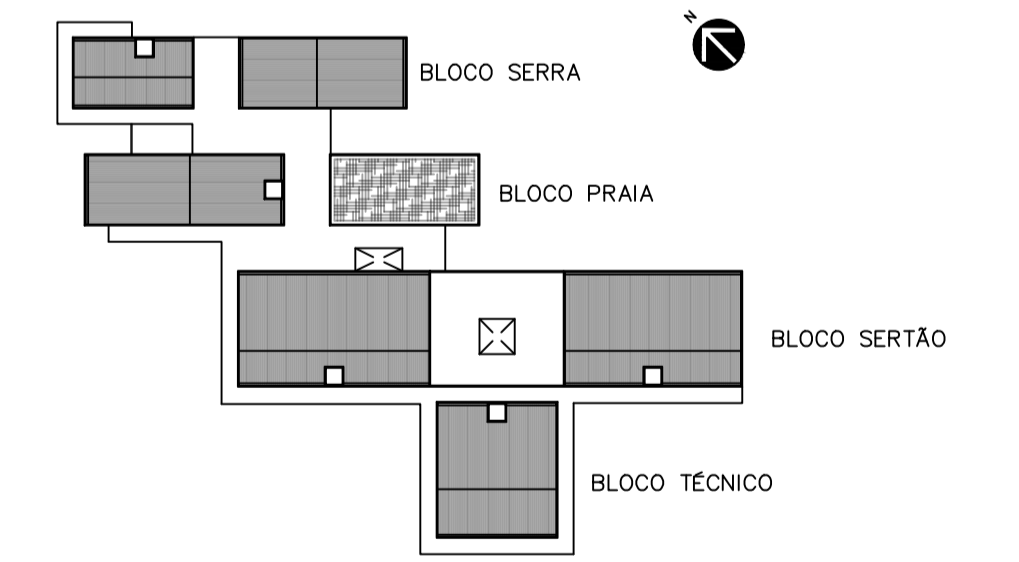 N
BLOCO SERRA
BLOCO PRAIA
BLOCO SERTÃO
BLOCO TÉCNICO